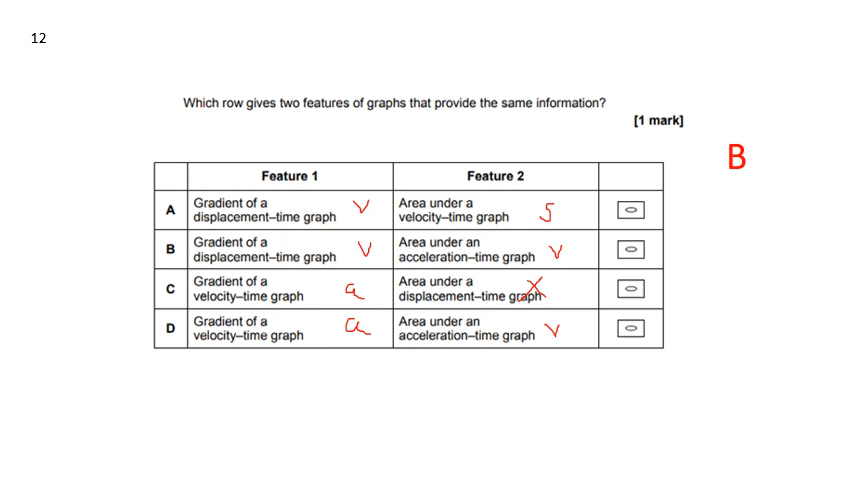 12
Which row gives two features of graphs that provide the same information?
[1 mark]
B
Feature 1 Feature 2
A Gradient of a displacement–time graph v Area under a velocity–time graph s
B Gradient of a displacement–time graph v Area under an acceleration–time graph v
C Gradient of a velocity–time graph a Area under a displacement–time graph X
D Gradient of a velocity–time graph a Area under an acceleration–time graph v